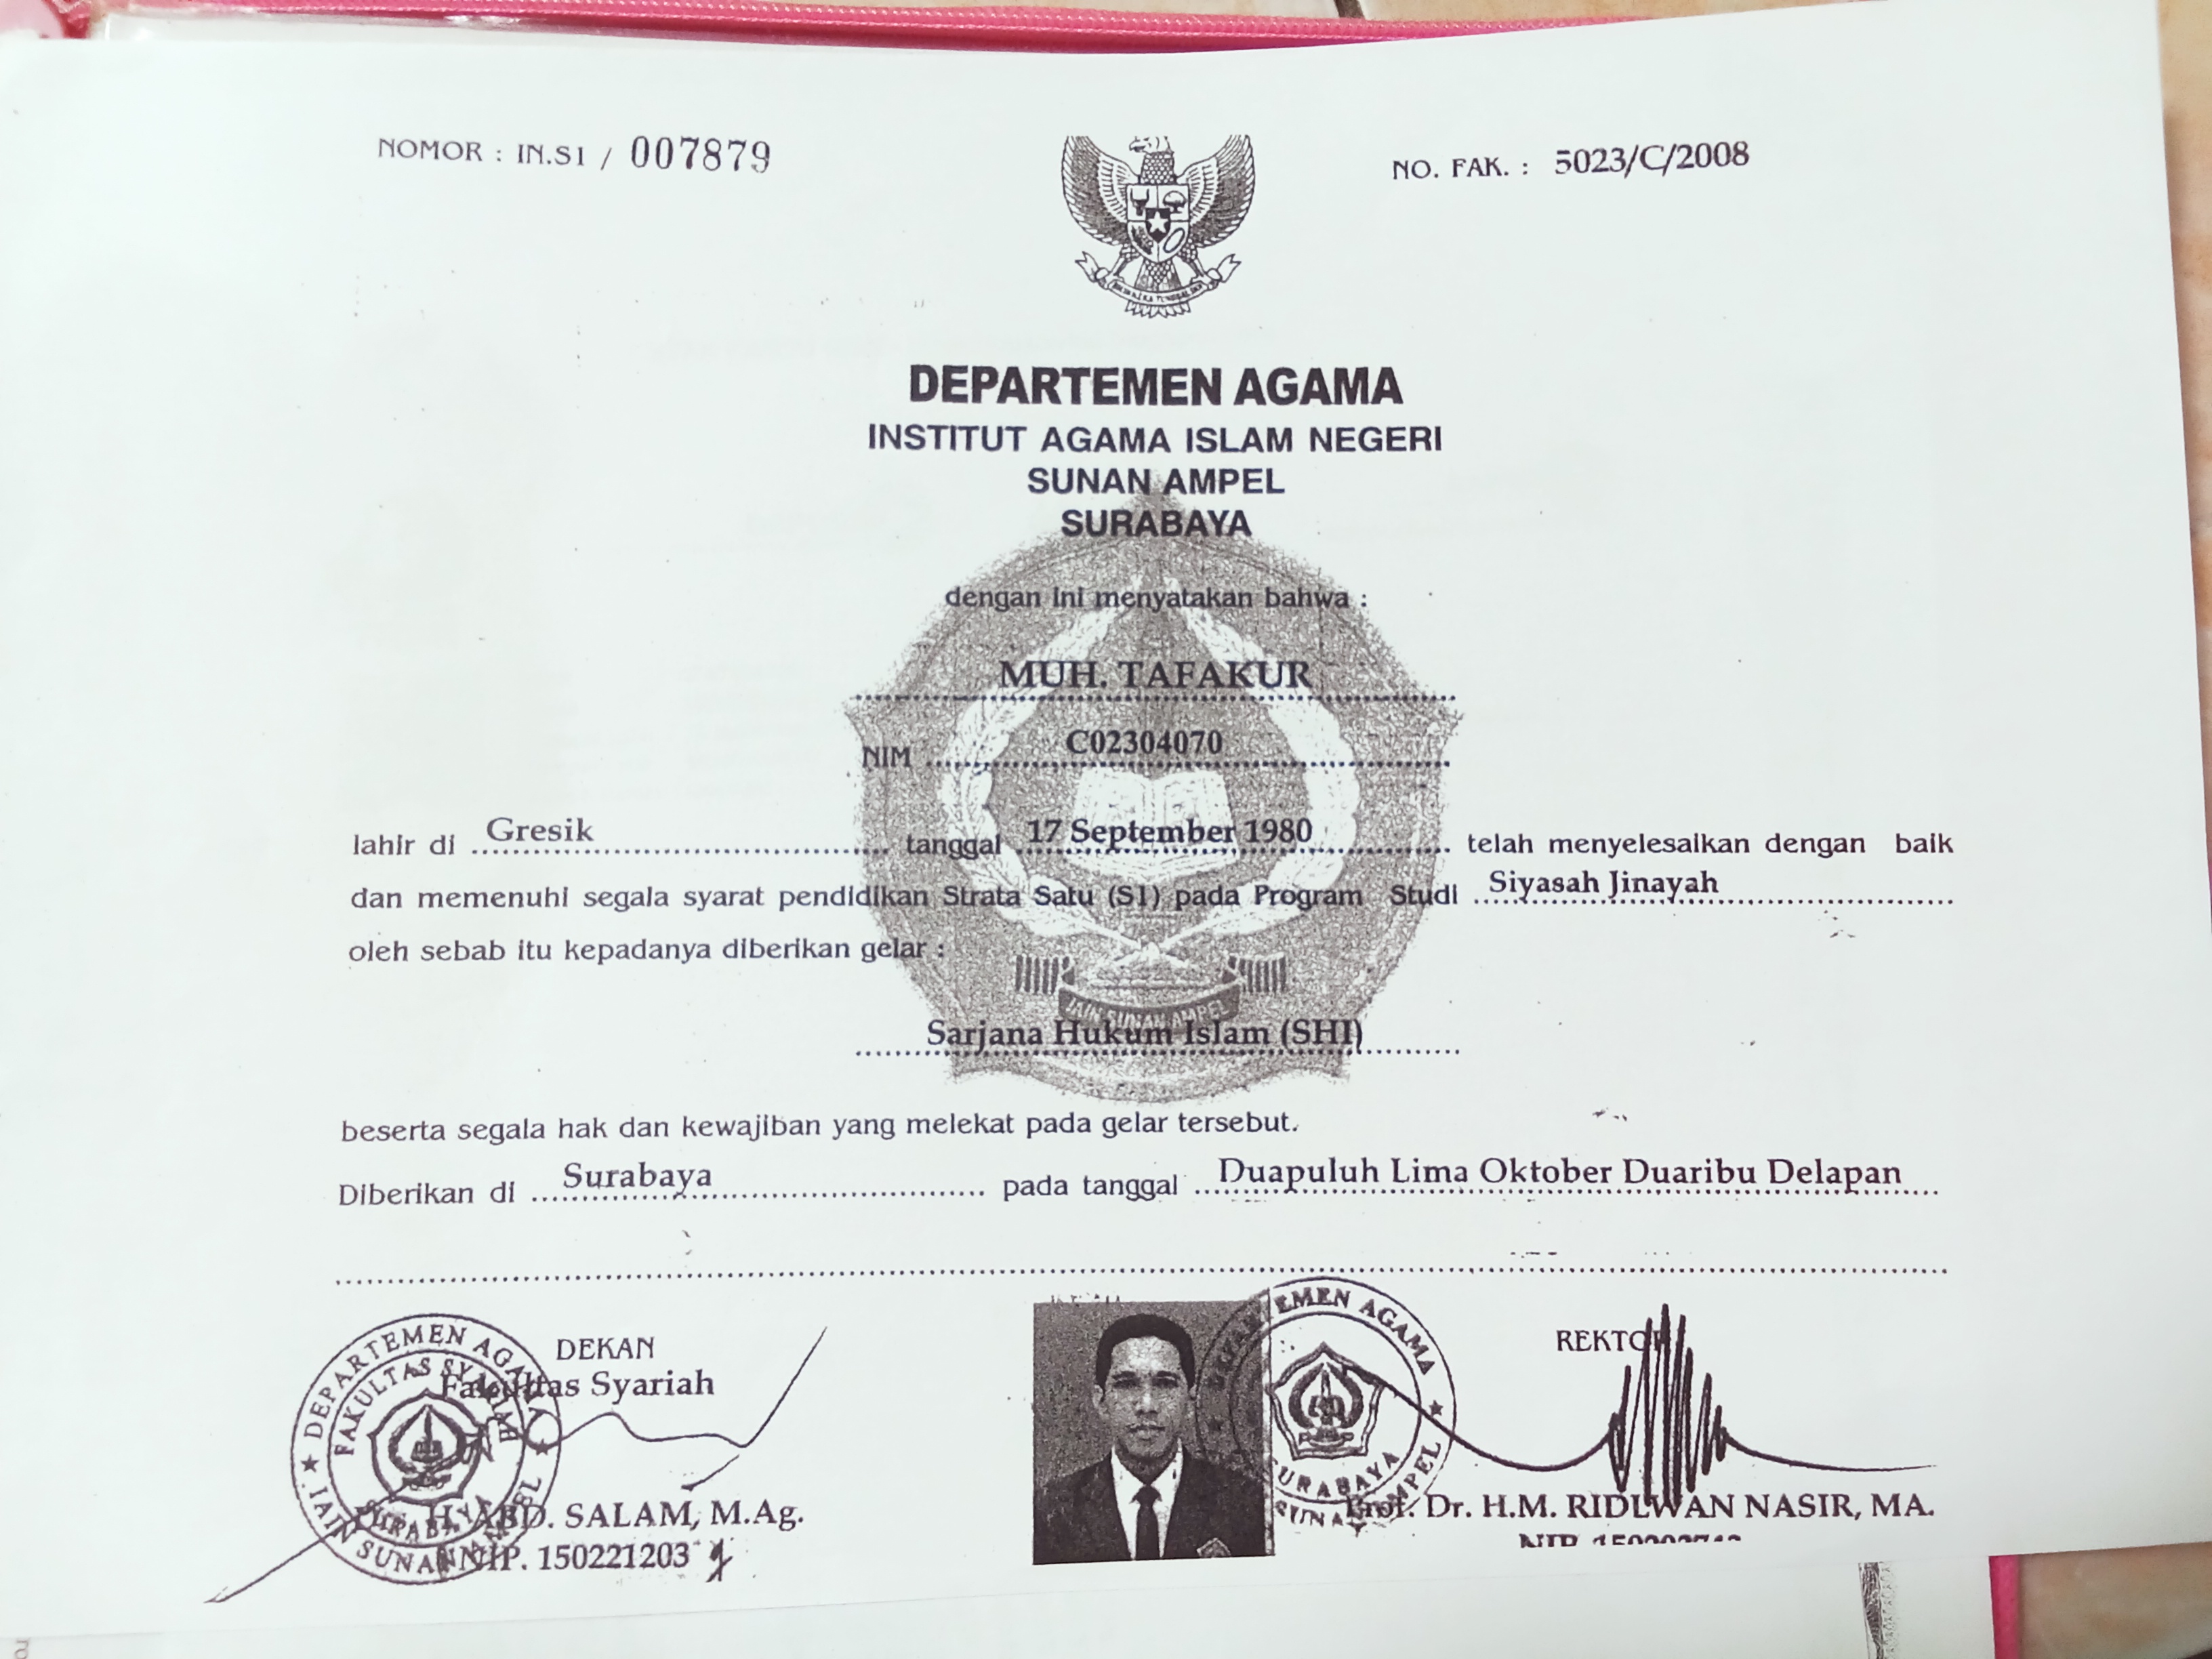 NOMOR : IN.S1 / 007879
NO. FAK. : 5023/C/2008
DEPARTEMEN AGAMA
INSTITUT AGAMA ISLAM NEGERI
SUNAN AMPEL
SURABAYA
dengan ini menyatakan bahwa :
MUH. TAFAKUR
NIM C02304070
lahir di Gresik tanggal 17 September 1980 telah menyelesaikan dengan baik
dan memenuhi segala syarat pendidikan Strata Satu (S1) pada Program Studi Siyasah Jinayah
oleh sebab itu kepadanya diberikan gelar :
IAIN SUNAN AMPEL
Sarjana Hukum Islam (SHI)
beserta segala hak dan kewajiban yang melekat pada gelar tersebut.
Diberikan di Surabaya pada tanggal Duapuluh Lima Oktober Duaribu Delapan
DEKAN
Fakultas Syariah
DEPARTEMEN AGAMA
FAKULTAS SYARIAH
SURABAYA
IAIN SUNAN AMPEL
H. ABD. SALAM, M.Ag.
NIP. 150221203
EMEN AGAMA
SURABAYA
SUNAN AMPEL
REKTOR
Prof. Dr. H.M. RIDLWAN NASIR, MA.
NIP.